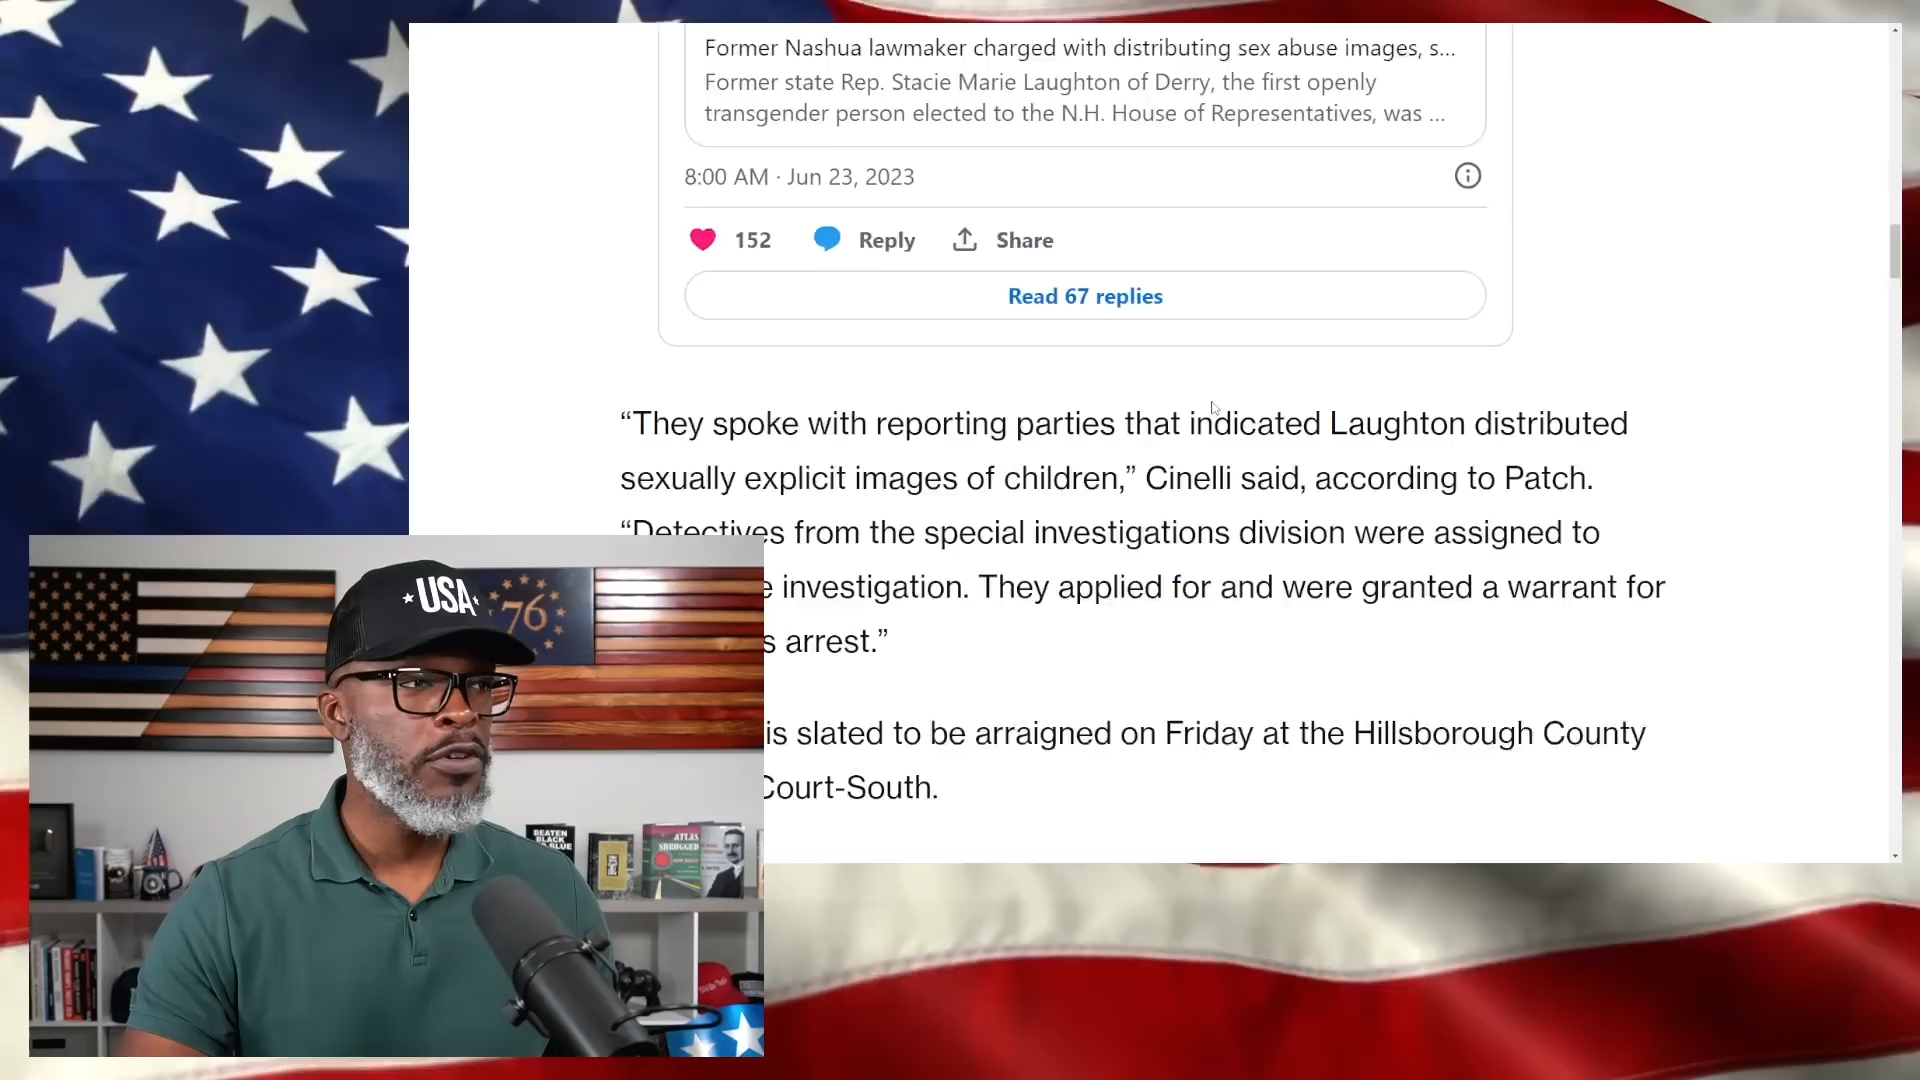 Former Nashua lawmaker charged with distributing sex abuse images, s...
Former state Rep. Stacie Marie Laughton of Derry, the first openly
transgender person elected to the N.H. House of Representatives, was ...
8:00 AM · Jun 23, 2023
152 Reply Share
Read 67 replies
“They spoke with reporting parties that indicated Laughton distributed
sexually explicit images of children,” Cinelli said, according to Patch.
“Detectives from the special investigations division were assigned to
e investigation. They applied for and were granted a warrant for
s arrest.”
is slated to be arraigned on Friday at the Hillsborough County
Court-South.
USA
76
BEATEN
BLACK
BLUE
ATLAS
SHRUGGED